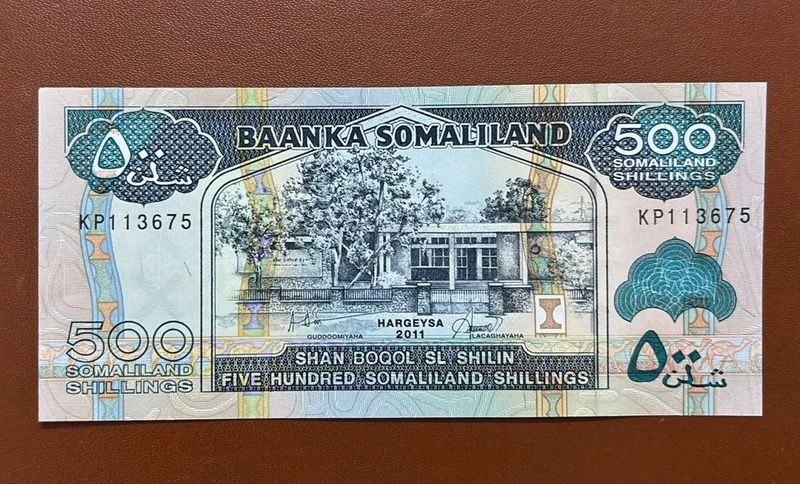 BAANKA SOMALILAND
٥٠٠
شلن
500
SOMALILAND
SHILLINGS
KP113675
KP113675
HARGEYSA
2011
GUDDOOMIYAHA
LACAGHAYAHA
500
SOMALILAND
SHILLINGS
SHAN BOQOL SL SHILIN
FIVE HUNDRED SOMALILAND SHILLINGS
٥٠٠
شلن